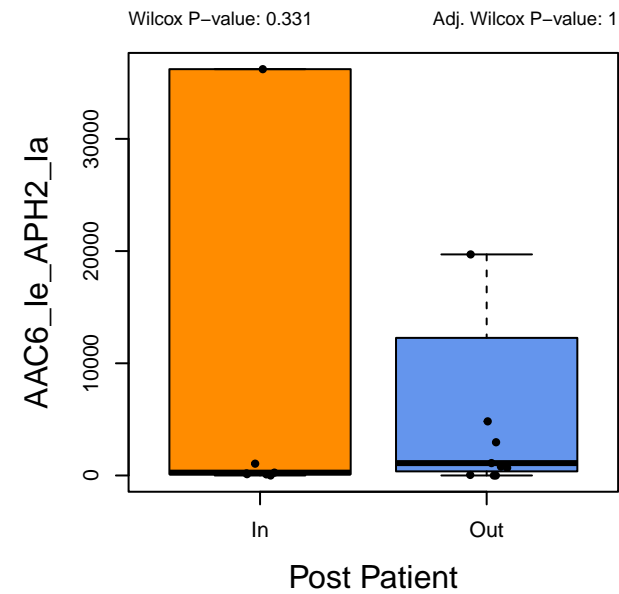 Wilcox P−value: 0.331
Adj. Wilcox P−value: 1
AAC6_Ie_APH2_Ia
30000
20000
10000
0
In
Out
Post Patient